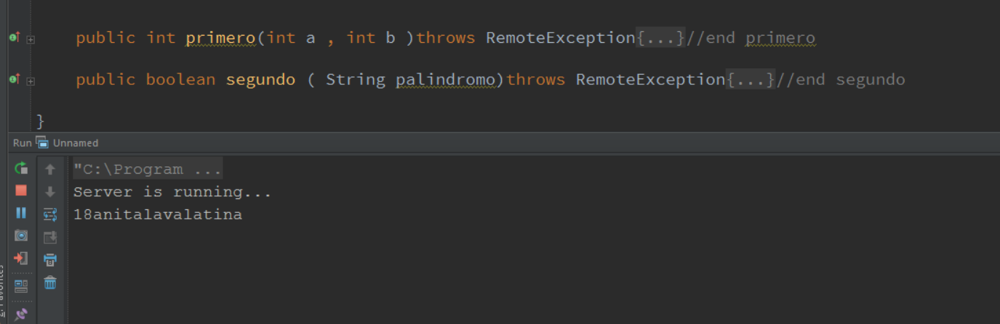 public int primero(int a , int b )throws RemoteException{...}//end primero
public boolean segundo ( String palindromo)throws RemoteException{...}//end segundo
}
Run Unnamed
"C:\Program ...
Server is running...
18anitalavalatina